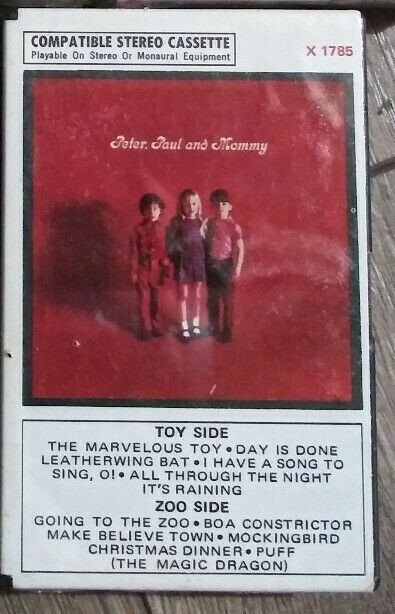 COMPATIBLE STEREO CASSETTE
Playable On Stereo Or Monaural Equipment
X 1785
Peter, Paul and Mommy
TOY SIDE
THE MARVELOUS TOY • DAY IS DONE
LEATHERWING BAT • I HAVE A SONG TO
SING, O! • ALL THROUGH THE NIGHT
IT'S RAINING
ZOO SIDE
GOING TO THE ZOO • BOA CONSTRICTOR
MAKE BELIEVE TOWN • MOCKINGBIRD
CHRISTMAS DINNER • PUFF
(THE MAGIC DRAGON)